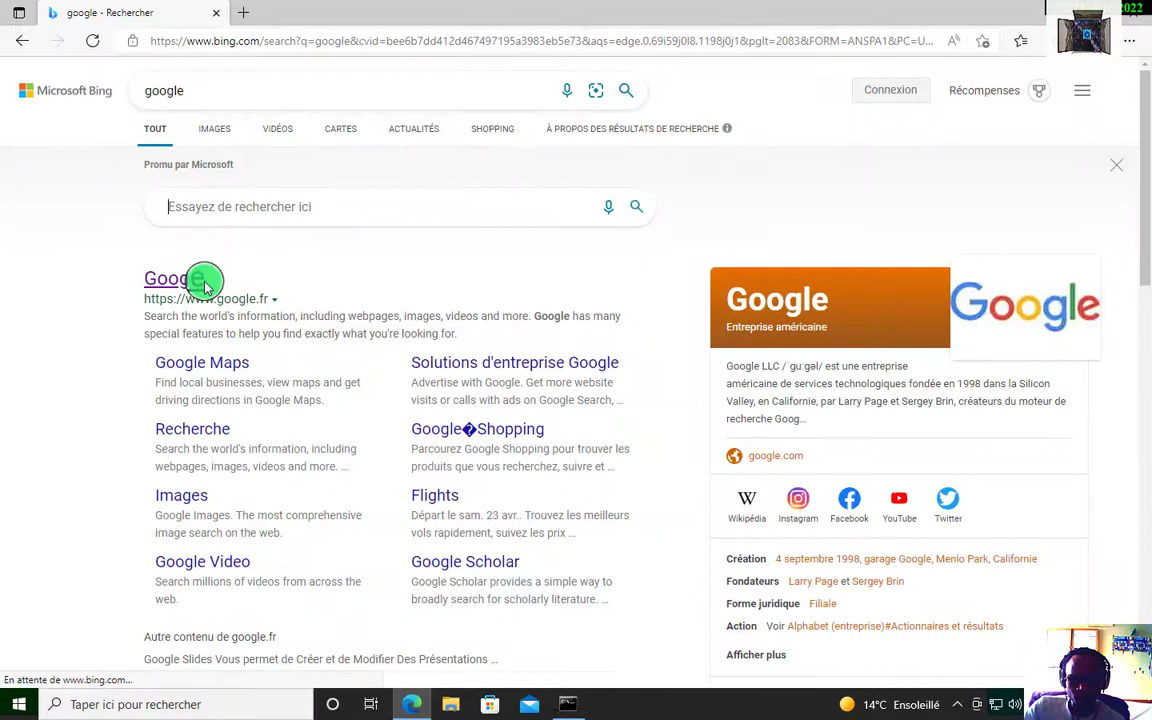 google - Rechercher
2022
https://www.bing.com/search?q=google&cvid=bee6b7dd412d467497195a3983eb5e73&aqs=edge.0.69i59j0l8.1198j0j1&pglt=2083&FORM=ANSPA1&PC=U...
Microsoft Bing
google
Connexion
Récompenses
TOUT IMAGES VIDÉOS CARTES ACTUALITÉS SHOPPING À PROPOS DES RÉSULTATS DE RECHERCHE
Promu par Microsoft
Essayez de rechercher ici
Google
https://www.google.fr
Search the world's information, including webpages, images, videos and more. Google has many
special features to help you find exactly what you're looking for.
Google Maps
Find local businesses, view maps and get
driving directions in Google Maps.
Solutions d'entreprise Google
Advertise with Google. Get more website
visits or calls with ads on Google Search, ...
Recherche
Search the world's information, including
webpages, images, videos and more. ...
Google�Shopping
Parcourez Google Shopping pour trouver les
produits que vous recherchez, suivre et ...
Images
Google Images. The most comprehensive
image search on the web.
Flights
Départ le sam. 23 avr.. Trouvez les meilleurs
vols rapidement, suivez les prix ...
Google Video
Search millions of videos from across the
web.
Google Scholar
Google Scholar provides a simple way to
broadly search for scholarly literature. ...
Autre contenu de google.fr
Google Slides Vous permet de Créer et de Modifier Des Présentations ...
Google
Entreprise américaine
Google
Google LLC /ˈɡuːɡəl/ est une entreprise
américaine de services technologiques fondée en 1998 dans la Silicon
Valley, en Californie, par Larry Page et Sergey Brin, créateurs du moteur de
recherche Goog...
google.com
W
Wikipédia Instagram Facebook YouTube Twitter
Création 4 septembre 1998, garage Google, Menlo Park, Californie
Fondateurs Larry Page et Sergey Brin
Forme juridique Filiale
Action Voir Alphabet (entreprise)#Actionnaires et résultats
Afficher plus
En attente de www.bing.com...
Taper ici pour rechercher
14°C Ensoleillé